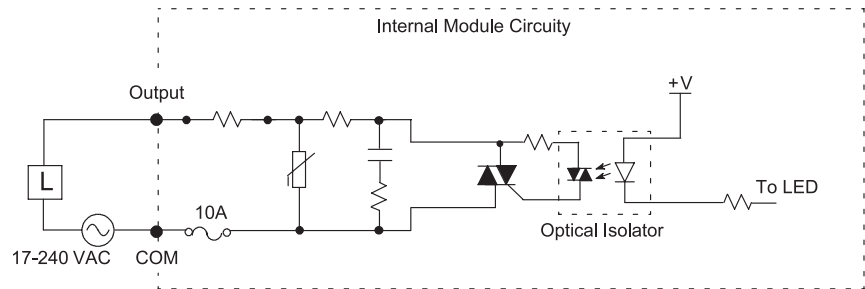 Internal Module Circuity
Output
+V
L
10A
To LED
17-240 VAC
COM
Optical Isolator